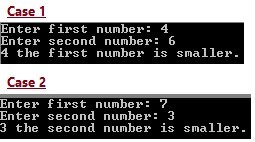 Case 1
Enter first number: 4
Enter second number: 6
4 the first number is smaller.
Case 2
Enter first number: 7
Enter second number: 3
3 the second number is smaller.